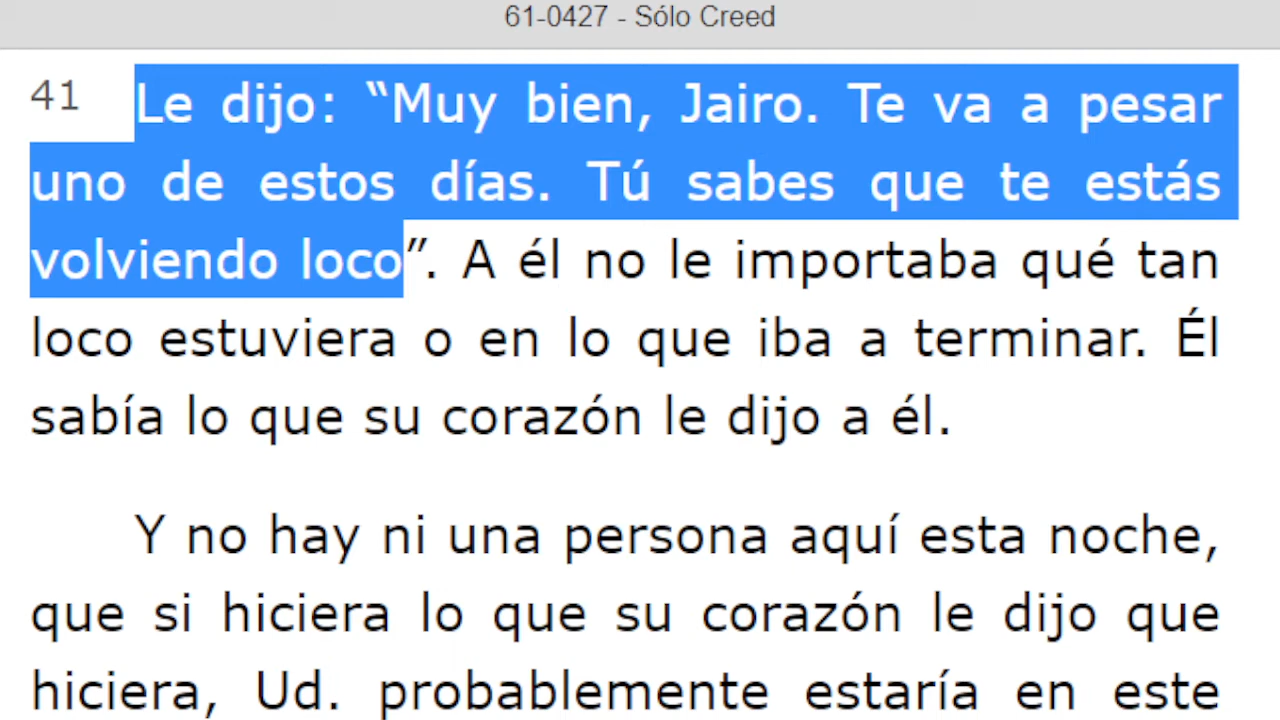 61-0427 - Sólo Creed
41 Le dijo: “Muy bien, Jairo. Te va a pesar
uno de estos días. Tú sabes que te estás
volviendo loco”. A él no le importaba qué tan
loco estuviera o en lo que iba a terminar. Él
sabía lo que su corazón le dijo a él.
Y no hay ni una persona aquí esta noche,
que si hiciera lo que su corazón le dijo que
hiciera, Ud. probablemente estaría en este